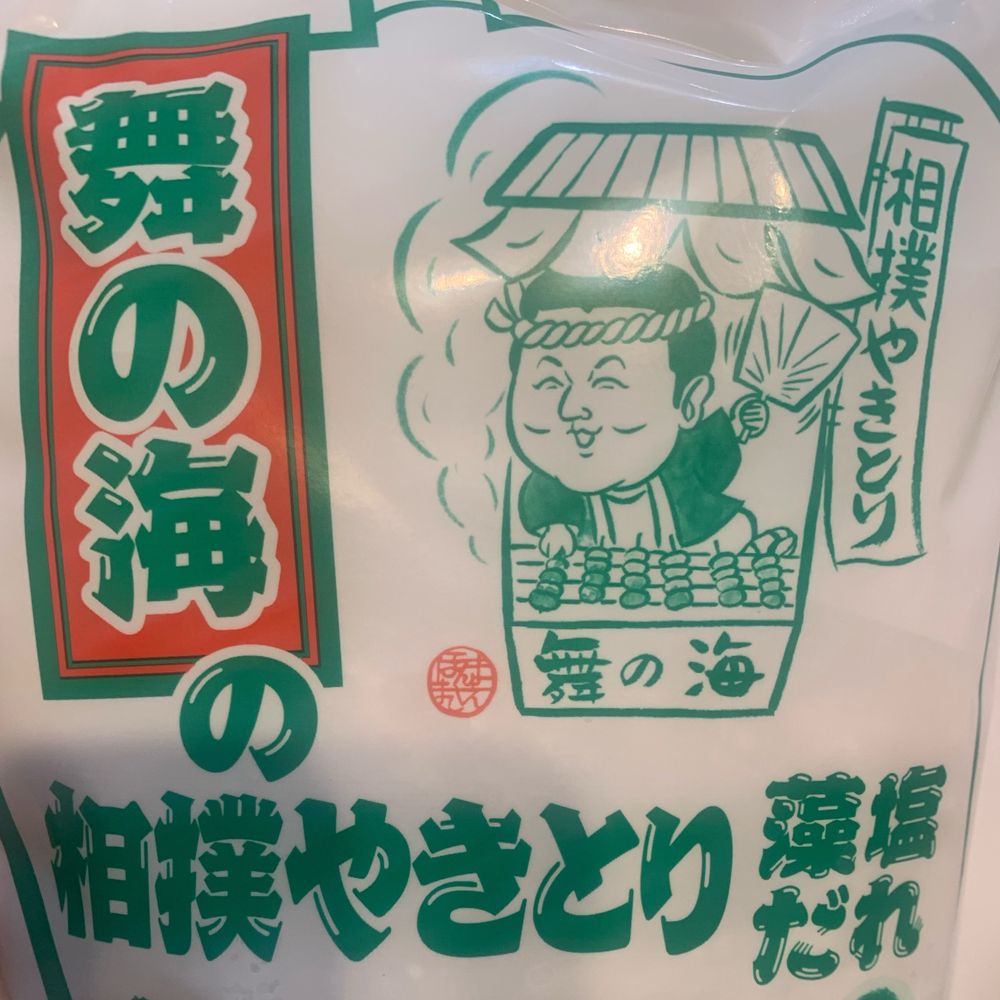 舞の海
の
相撲やきとり
藻塩だれ
相撲やきとり
舞の海